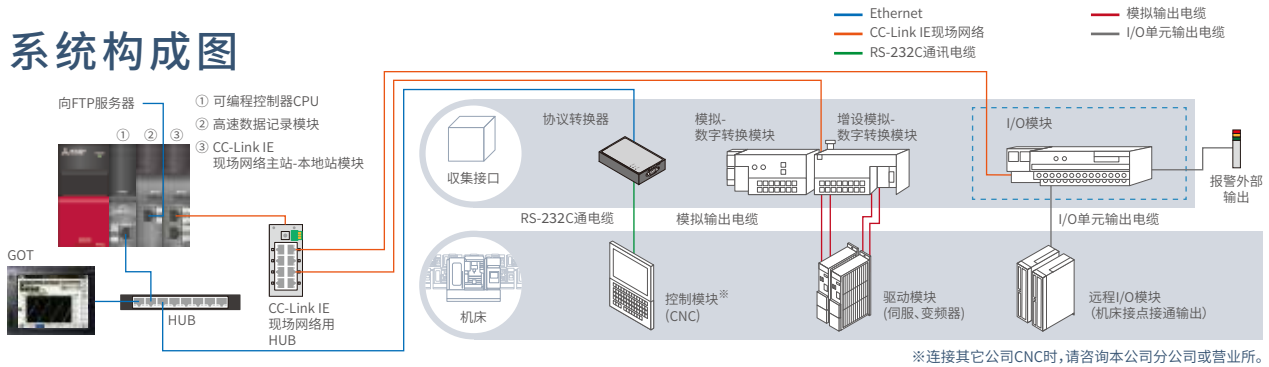 系统构成图
Ethernet
CC-Link IE现场网络
RS-232C通讯电缆
模拟输出电缆
I/O单元输出电缆
向FTP服务器
① ② ③
① 可编程控制器CPU
② 高速数据记录模块
③ CC-Link IE
现场网络主站-本地站模块
GOT
HUB
CC-Link IE
现场网络用
HUB
收集接口
协议转换器
模拟-
数字转换模块
增设模拟-
数字转换模块
I/O模块
报警外部
输出
RS-232C通电缆
模拟输出电缆
I/O单元输出电缆
机床
控制模块※
(CNC)
驱动模块
(伺服、变频器)
远程I/O模块
(机床接点接通输出)
※连接其它公司CNC时,请咨询本公司分公司或营业所。